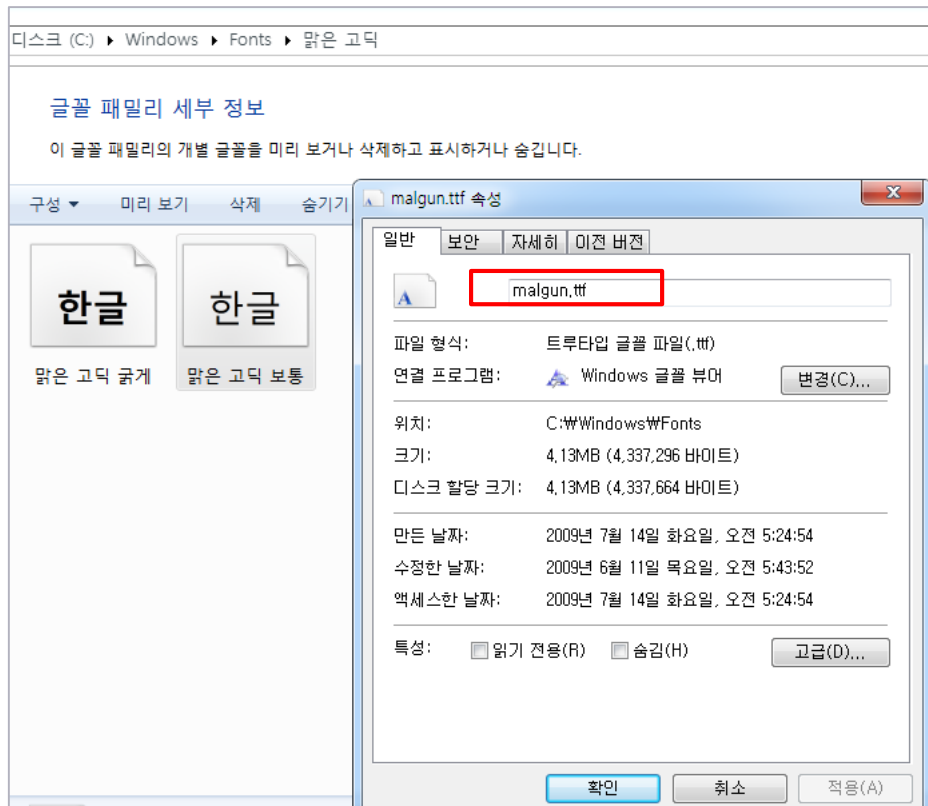 디스크 (C:) ▸ Windows ▸ Fonts ▸ 맑은 고딕
글꼴 패밀리 세부 정보
이 글꼴 패밀리의 개별 글꼴을 미리 보거나 삭제하고 표시하거나 숨깁니다.
구성 ▼ 미리 보기 삭제 숨기기
한글
맑은 고딕 굵게
한글
맑은 고딕 보통
malgun.ttf 속성
일반 보안 자세히 이전 버전
malgun.ttf
파일 형식: 트루타입 글꼴 파일(.ttf)
연결 프로그램: Windows 글꼴 뷰어 변경(C)...
위치: C:₩Windows₩Fonts
크기: 4.13MB (4,337,296 바이트)
디스크 할당 크기: 4.13MB (4,337,664 바이트)
만든 날짜: 2009년 7월 14일 화요일, 오전 5:24:54
수정한 날짜: 2009년 6월 11일 목요일, 오전 5:43:52
액세스한 날짜: 2009년 7월 14일 화요일, 오전 5:24:54
특성: 읽기 전용(R) 숨김(H) 고급(D)...
확인 취소 적용(A)